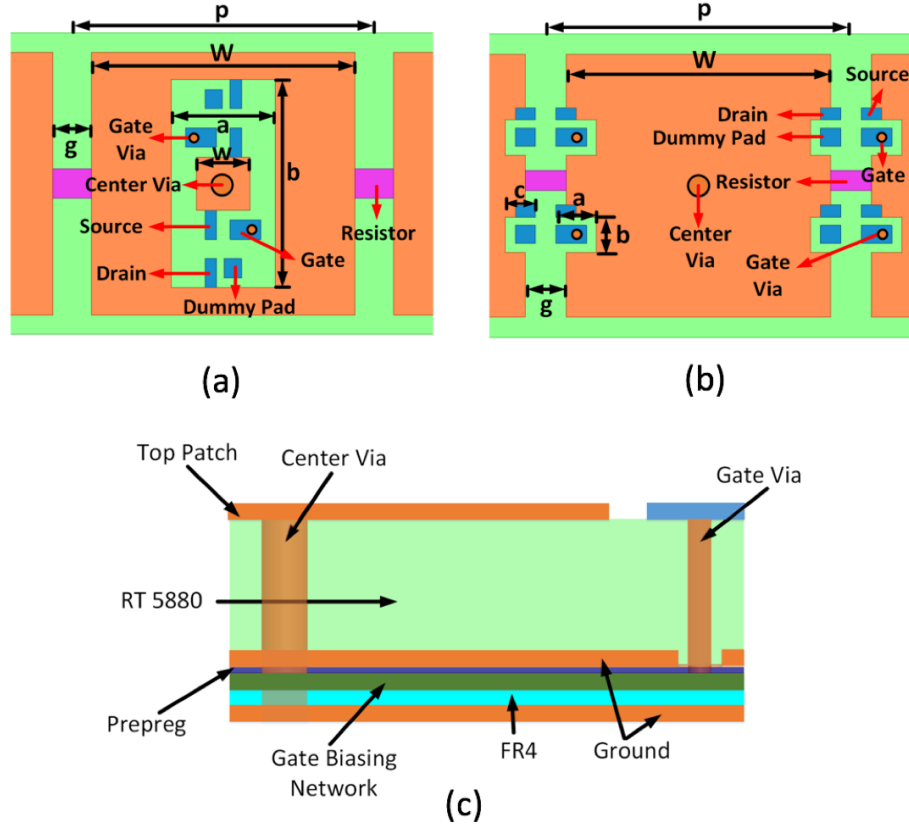 p
W
g
Gate
Via
a
w
b
Center Via
Source
Gate
Resistor
Drain
Dummy Pad
(a)
p
W
Source
Drain
Dummy Pad
Gate
c
a
Resistor
b
Center
Via
Gate
Via
g
(b)
Top Patch
Center Via
Gate Via
RT 5880
Prepreg
Gate Biasing
Network
FR4
Ground
(c)